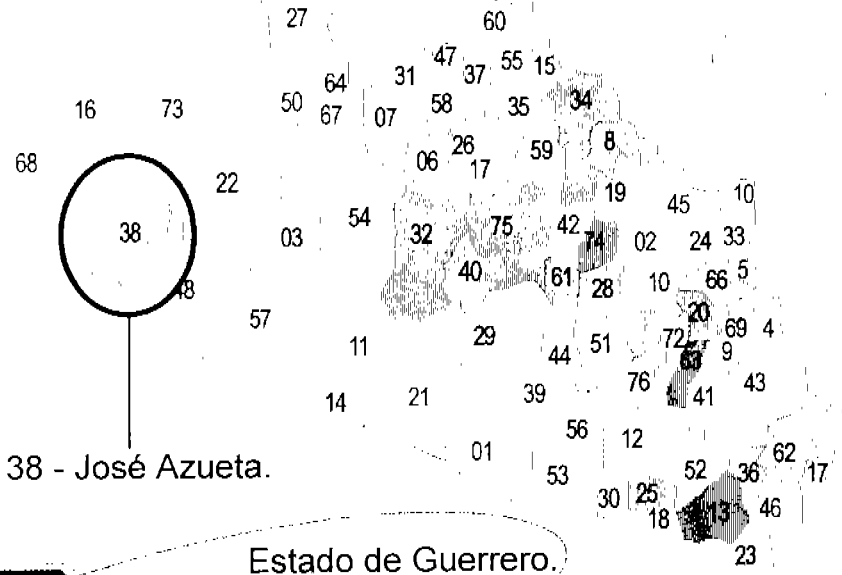 27 60
47 55 15
64 31 37 34
16 73 50 67 07 58 35
68 22 06 26 17 59 8
19 45 10
38 03 54 32 75 42 74 02 24 33
48 40 61 28 10 66 5
57 20
11 29 44 51 72 69 4
63 9
14 21 39 76 41 43
01 56 12 62
38 - José Azueta. 53 52 36 17
30 25 18 13 46
Estado de Guerrero. 23